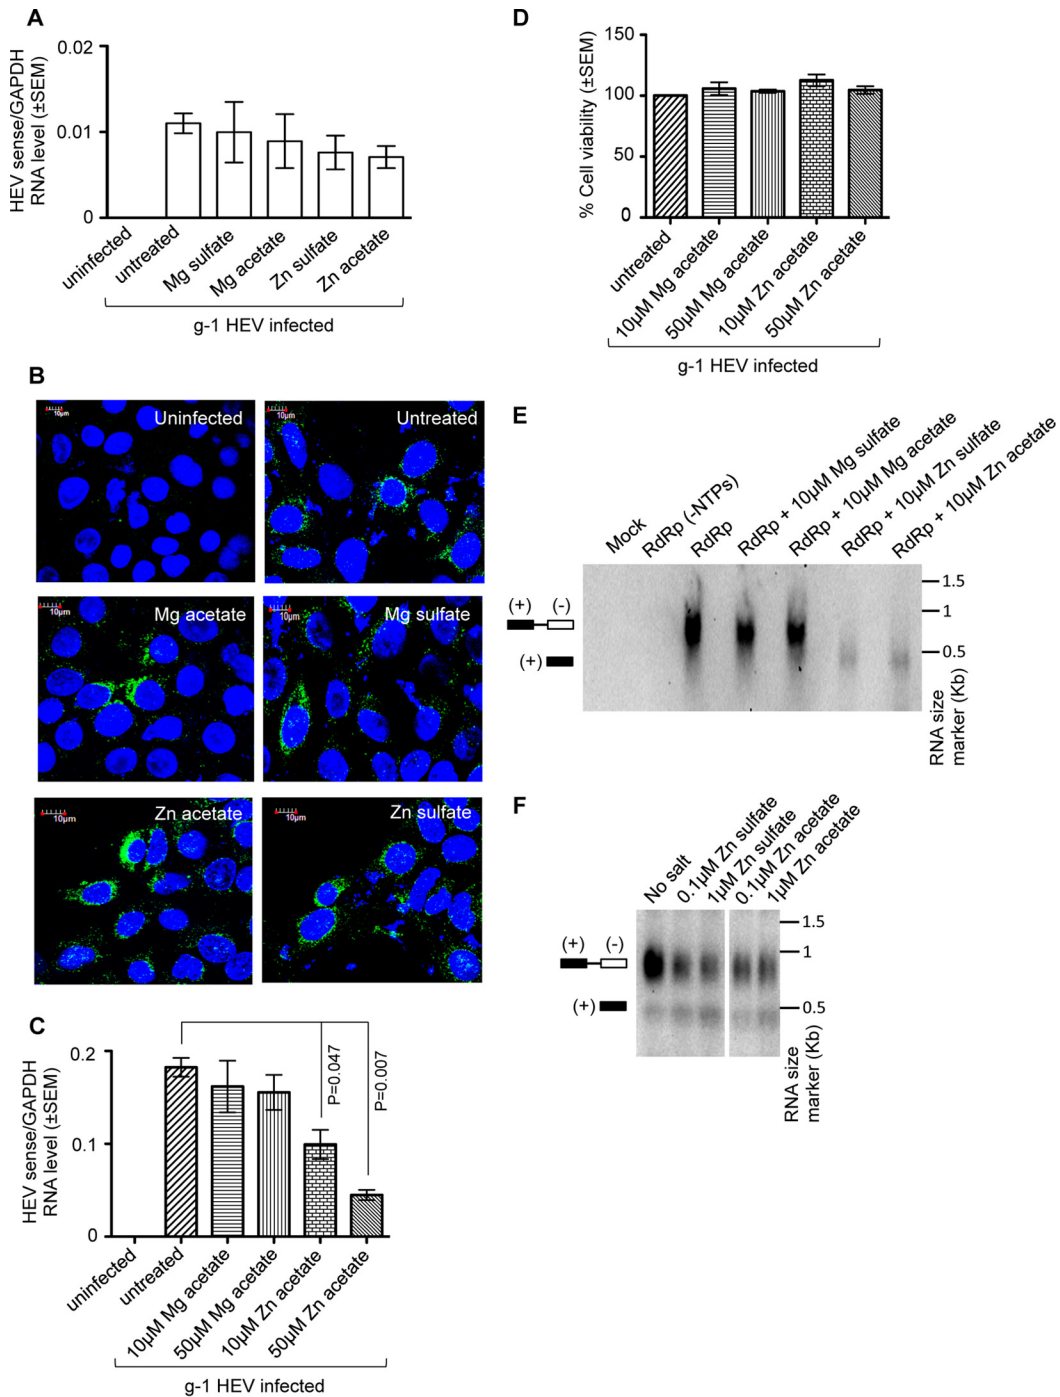 A
HEV sense/GAPDH
RNA level (±SEM)
0.02
0.01
0
uninfected
untreated
Mg sulfate
Mg acetate
Zn sulfate
Zn acetate
g-1 HEV infected
B
10µm
Uninfected
10µm
Untreated
10µm
Mg acetate
10µm
Mg sulfate
10µm
Zn acetate
10µm
Zn sulfate
C
HEV sense/GAPDH
RNA level (±SEM)
0.2
0.1
0
P=0.047
P=0.007
uninfected
untreated
10µM Mg acetate
50µM Mg acetate
10µM Zn acetate
50µM Zn acetate
g-1 HEV infected
D
% Cell viability (±SEM)
150
100
50
0
untreated
10µM Mg acetate
50µM Mg acetate
10µM Zn acetate
50µM Zn acetate
g-1 HEV infected
E
Mock
RdRp (-NTPs)
RdRp
RdRp + 10µM Mg sulfate
RdRp + 10µM Mg acetate
RdRp + 10µM Zn sulfate
RdRp + 10µM Zn acetate
(+) (-)
(+)
1.5
1
0.5
RNA size
marker (Kb)
F
No salt
0.1µM Zn sulfate
1µM Zn sulfate
0.1µM Zn acetate
1µM Zn acetate
(+) (-)
(+)
1.5
1
0.5
RNA size
marker (Kb)